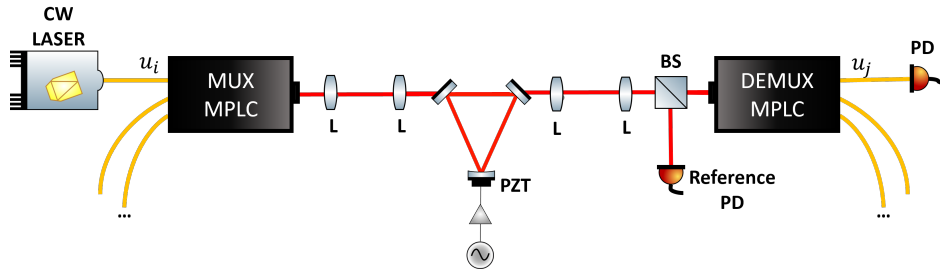 CW
LASER
u_i
MUX
MPLC
L
L
PZT
L
L
BS
Reference
PD
DEMUX
MPLC
u_j
PD
...
...